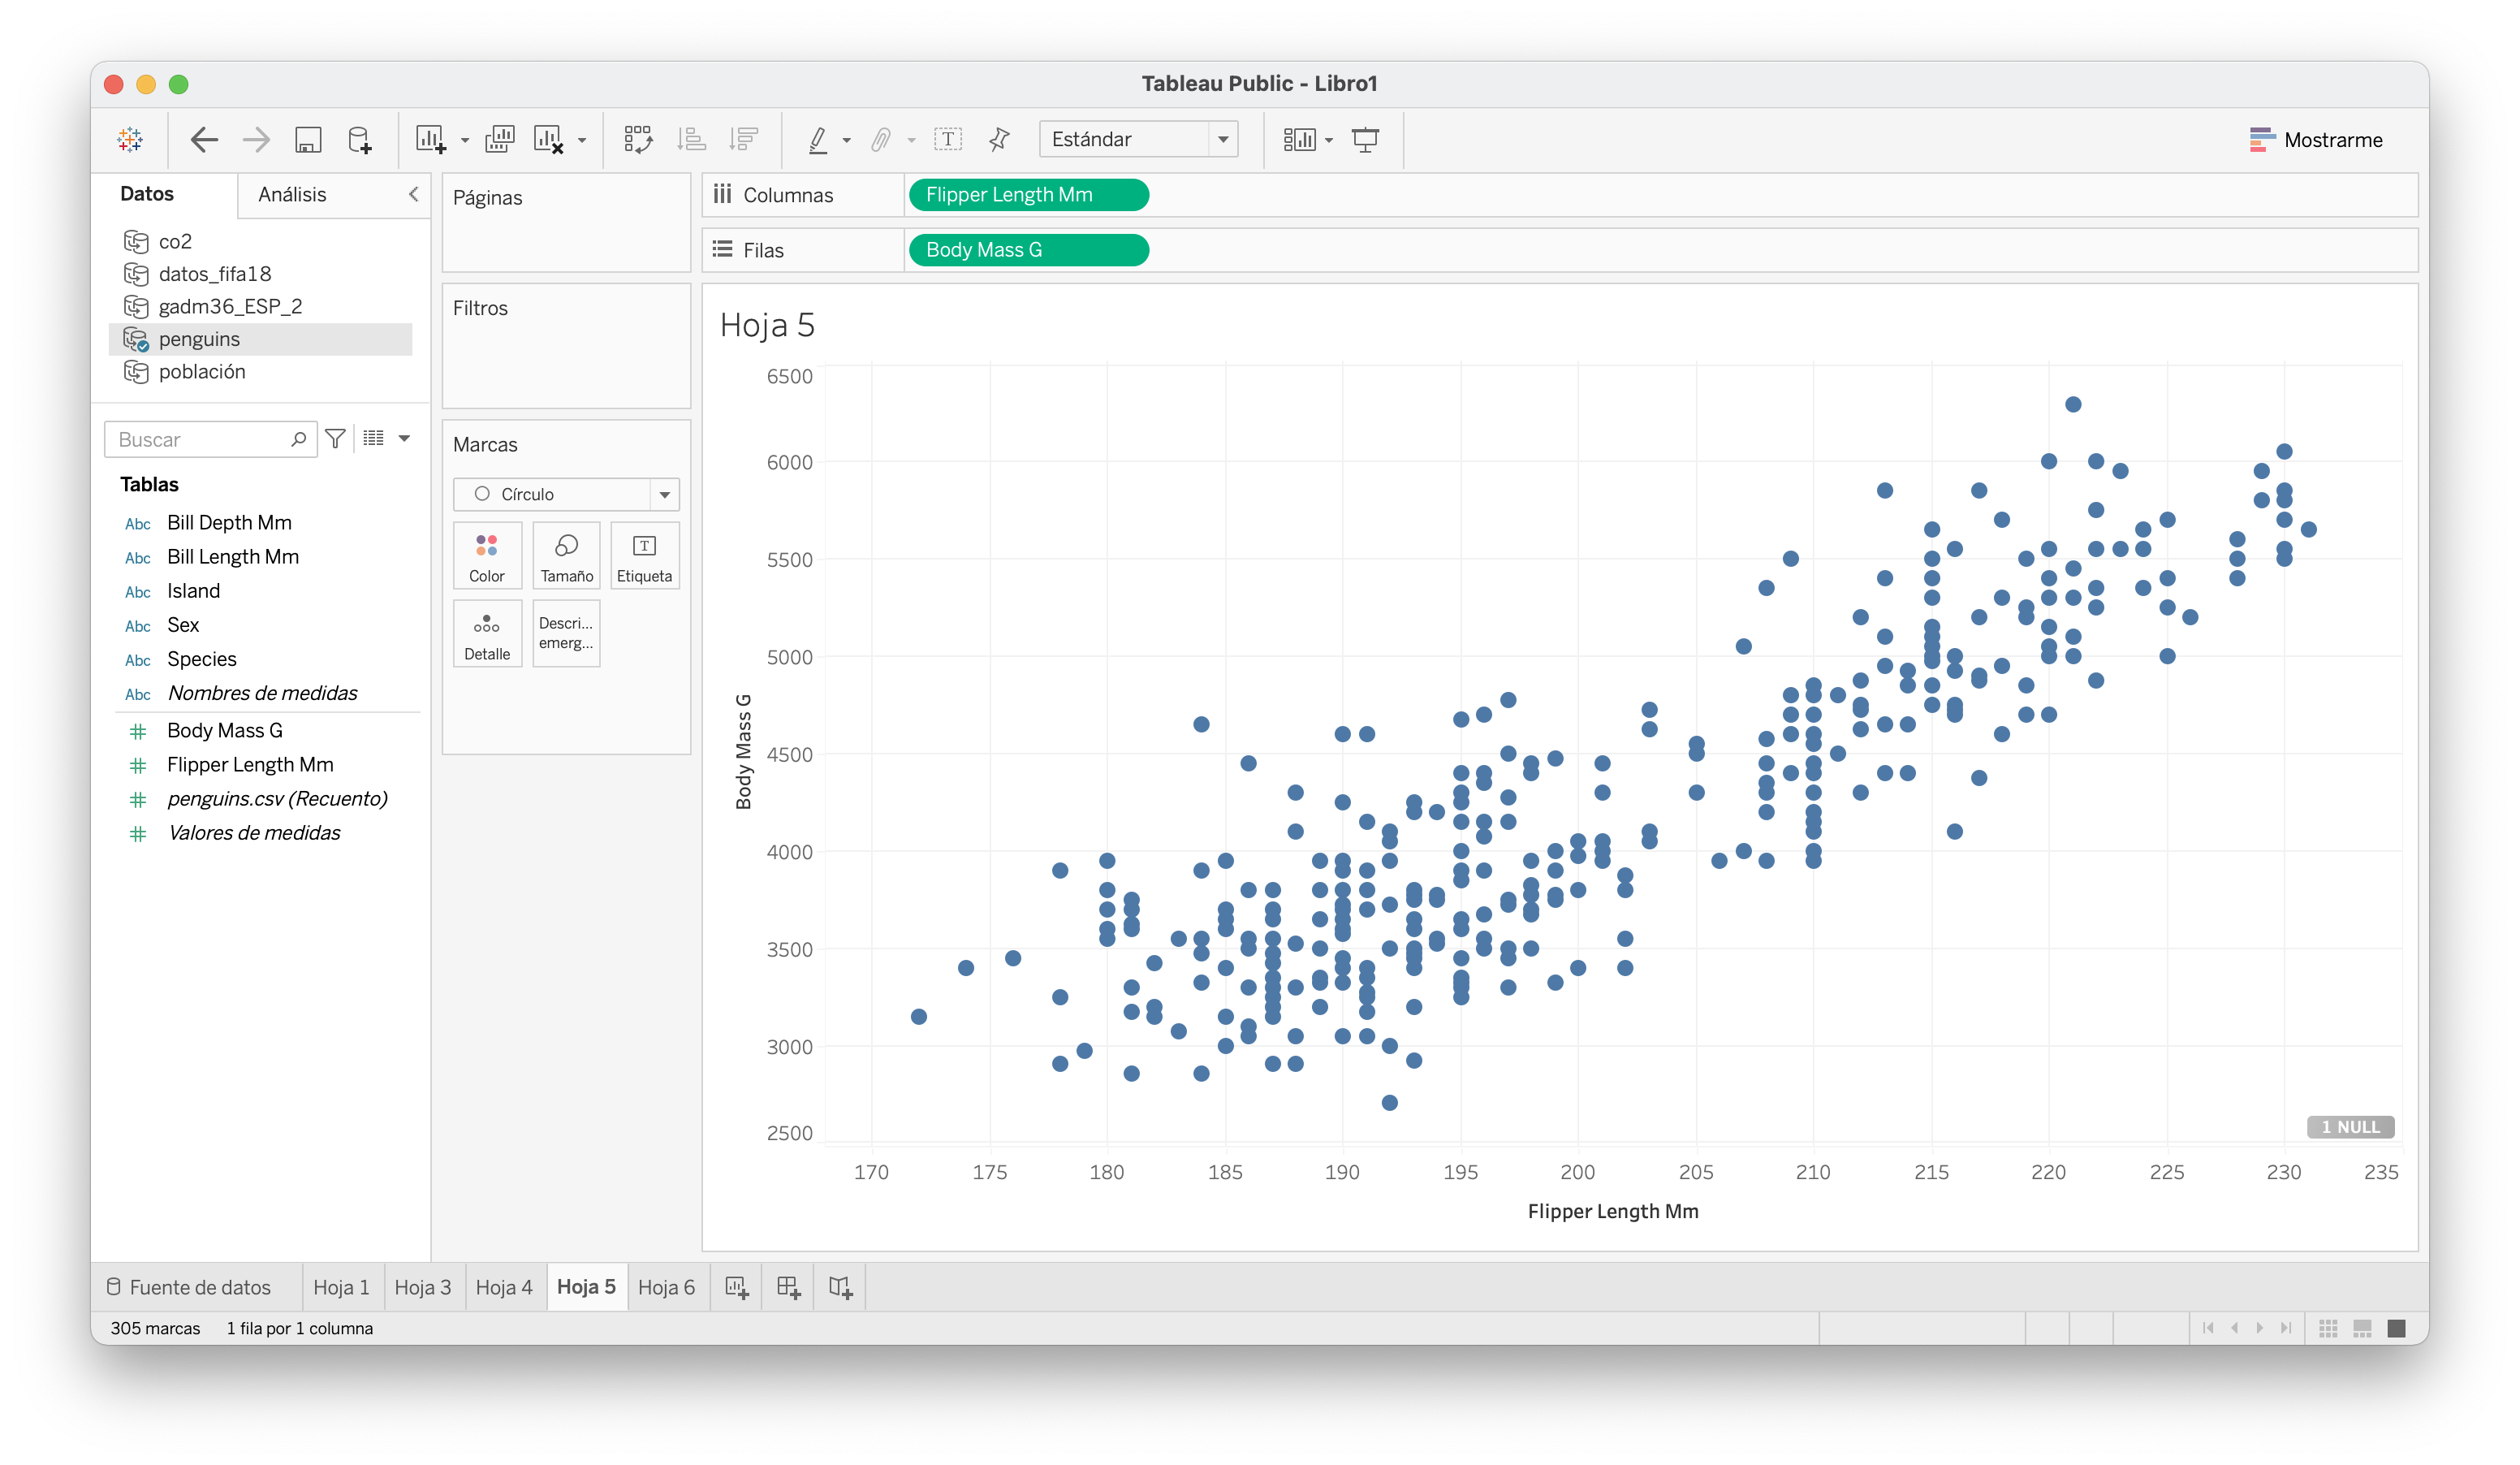 Tableau Public - Libro1
Estándar
Mostrarme
Datos
Análisis
co2
datos_fifa18
gadm36_ESP_2
penguins
población
Buscar
Tablas
Abc Bill Depth Mm
Abc Bill Length Mm
Abc Island
Abc Sex
Abc Species
Abc Nombres de medidas
# Body Mass G
# Flipper Length Mm
# penguins.csv (Recuento)
# Valores de medidas
Páginas
Filtros
Marcas
Círculo
Color
Tamaño
T
Etiqueta
Detalle
Descri...
emerg...
Columnas
Flipper Length Mm
Filas
Body Mass G
Hoja 5
6500
6000
5500
5000
4500
4000
3500
3000
2500
Body Mass G
1 NULL
170 175 180 185 190 195 200 205 210 215 220 225 230 235
Flipper Length Mm
Fuente de datos
Hoja 1
Hoja 3
Hoja 4
Hoja 5
Hoja 6
305 marcas
1 fila por 1 columna